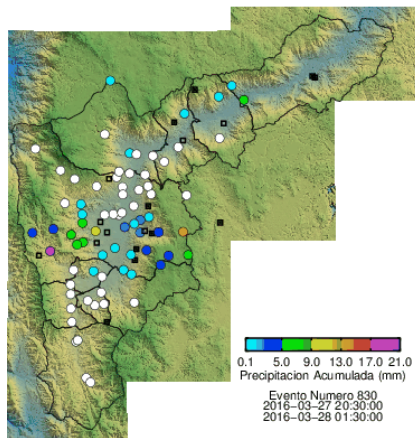 0.1 5.0 9.0 13.0 17.0 21.0
Precipitacion Acumulada (mm)
Evento Numero 830
2016-03-27 20:30:00
2016-03-28 01:30:00